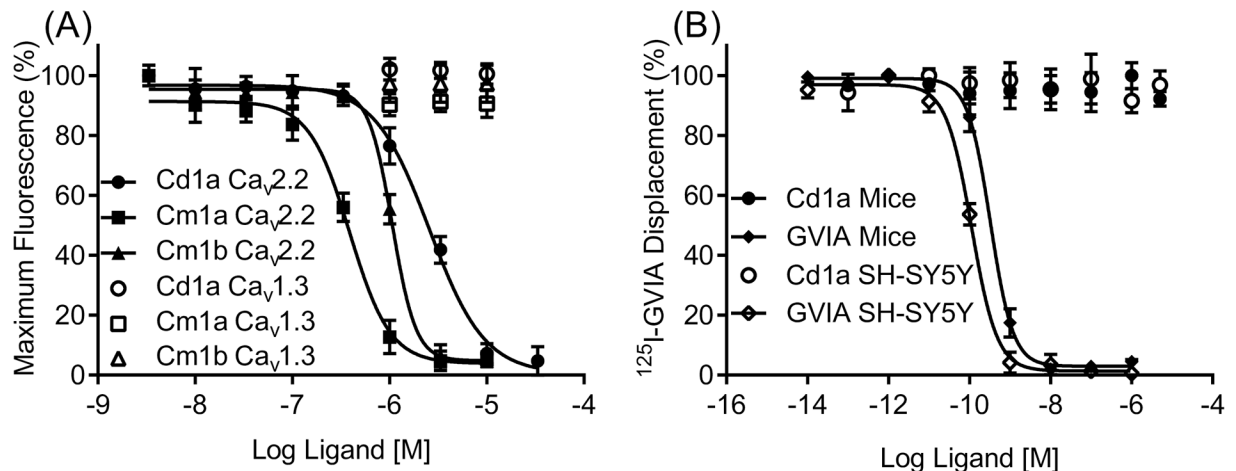 (A)
Maximum Fluorescence (%)
100
80
60
40
20
0
-9 -8 -7 -6 -5 -4
Log Ligand [M]
Cd1a Cav2.2
Cm1a Cav2.2
Cm1b Cav2.2
Cd1a Cav1.3
Cm1a Cav1.3
Cm1b Cav1.3
(B)
125I-GVIA Displacement (%)
100
80
60
40
20
0
-16 -14 -12 -10 -8 -6 -4
Log Ligand [M]
Cd1a Mice
GVIA Mice
Cd1a SH-SY5Y
GVIA SH-SY5Y